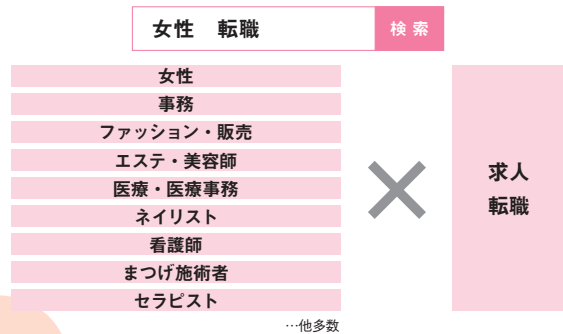 女性　転職
検索
女性
事務
ファッション・販売
エステ・美容師
医療・医療事務
ネイリスト
看護師
まつげ施術者
セラピスト
…他多数
×
求人
転職